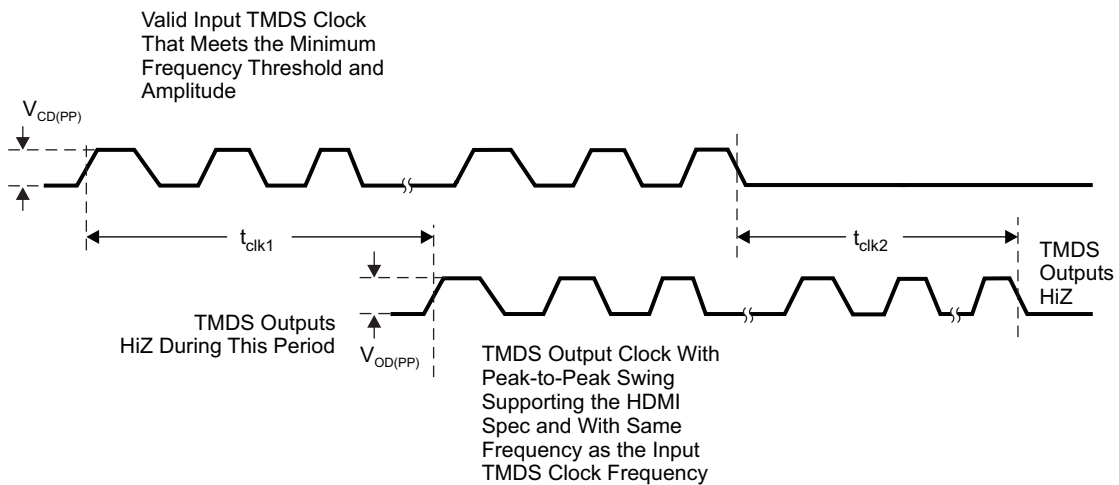 Valid Input TMDS Clock
That Meets the Minimum
Frequency Threshold and
Amplitude
VCD(PP)
tclk1
tclk2
TMDS
Outputs
HiZ
TMDS Outputs
HiZ During This Period
VOD(PP)
TMDS Output Clock With
Peak-to-Peak Swing
Supporting the HDMI
Spec and With Same
Frequency as the Input
TMDS Clock Frequency